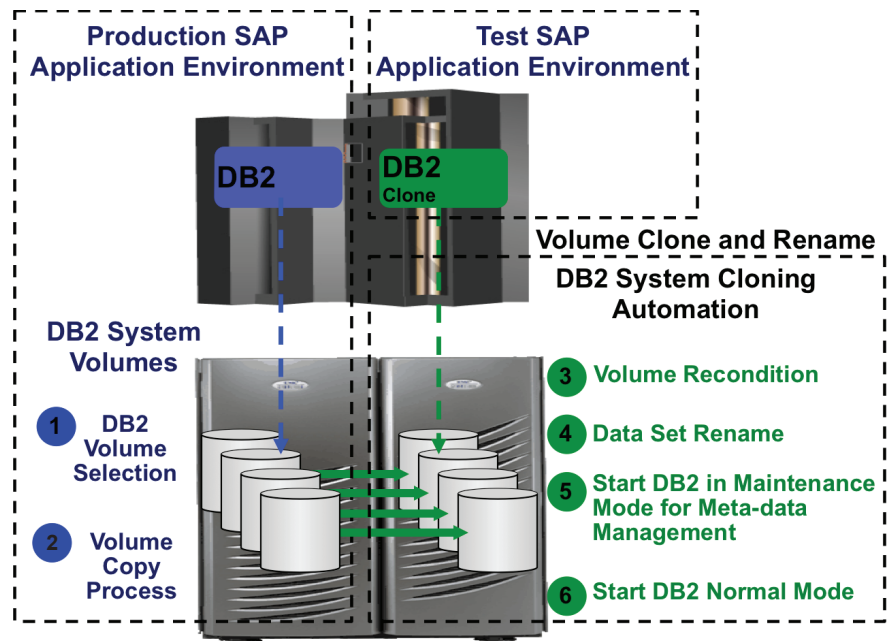 Production SAP
Application Environment
Test SAP
Application Environment
DB2
DB2
Clone
Volume Clone and Rename
DB2 System Cloning
Automation
DB2 System
Volumes
1 DB2
Volume
Selection
2 Volume
Copy
Process
3 Volume Recondition
4 Data Set Rename
5 Start DB2 in Maintenance
Mode for Meta-data
Management
6 Start DB2 Normal Mode